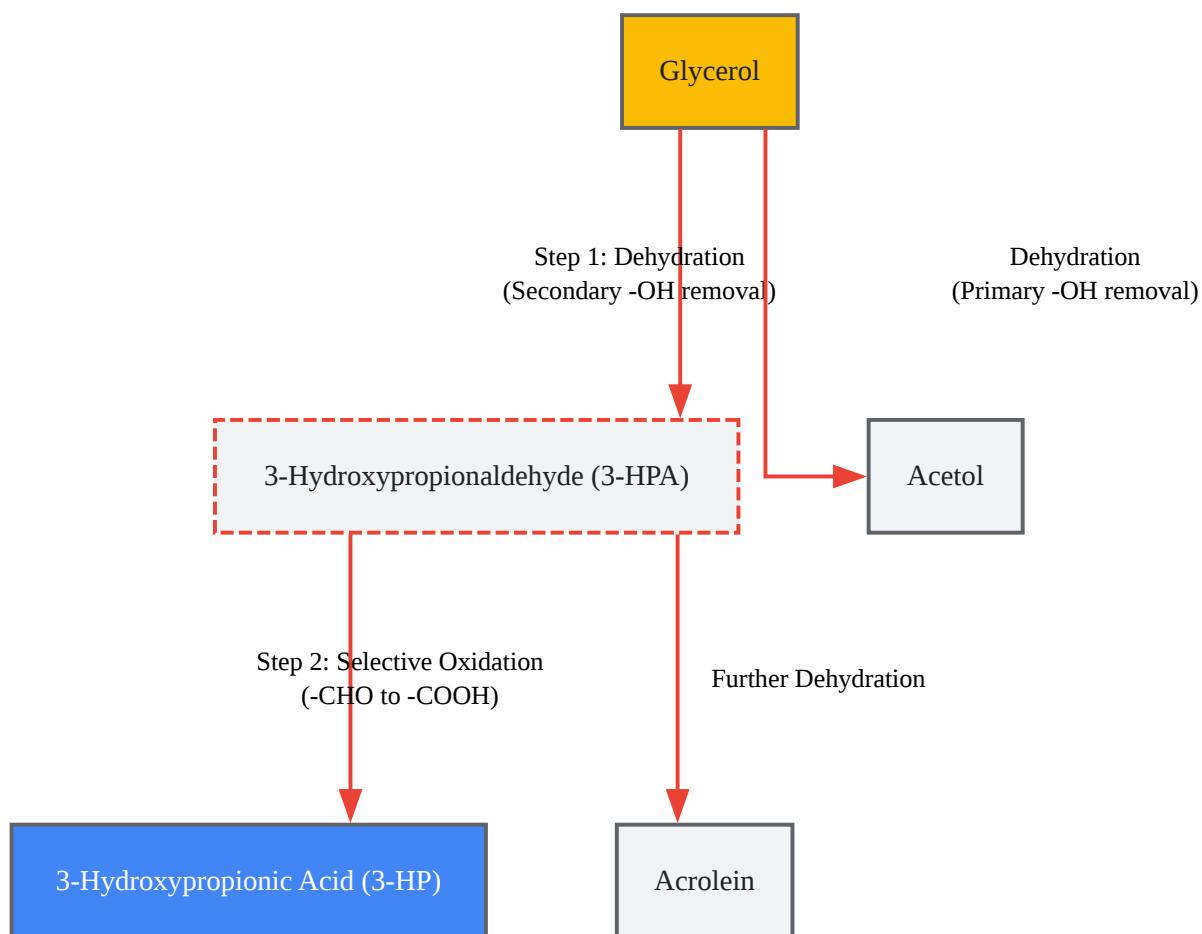 Glycerol
Step 1: Dehydration
(Secondary -OH removal)
Dehydration
(Primary -OH removal)
3-Hydroxypropionaldehyde (3-HPA)
Acetol
Step 2: Selective Oxidation
(-CHO to -COOH)
Further Dehydration
3-Hydroxypropionic Acid (3-HP)
Acrolein